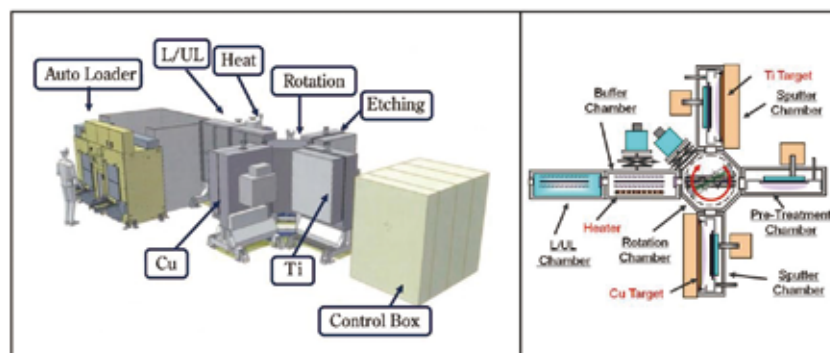 L/UL
Heat
Auto Loader
Rotation
Etching
Cu
Ti
Control Box
Ti Target
Buffer
Chamber
Sputter
Chamber
Heater
L/UL
Chamber
Rotation
Chamber
Pre-Treatment
Chamber
Cu Target
Sputter
Chamber